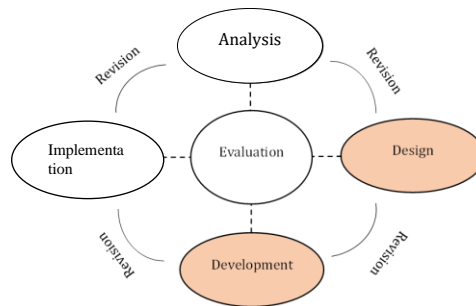 Analysis
Revision
Revision
Implementa
tion
Evaluation
Design
Revision
Revision
Development